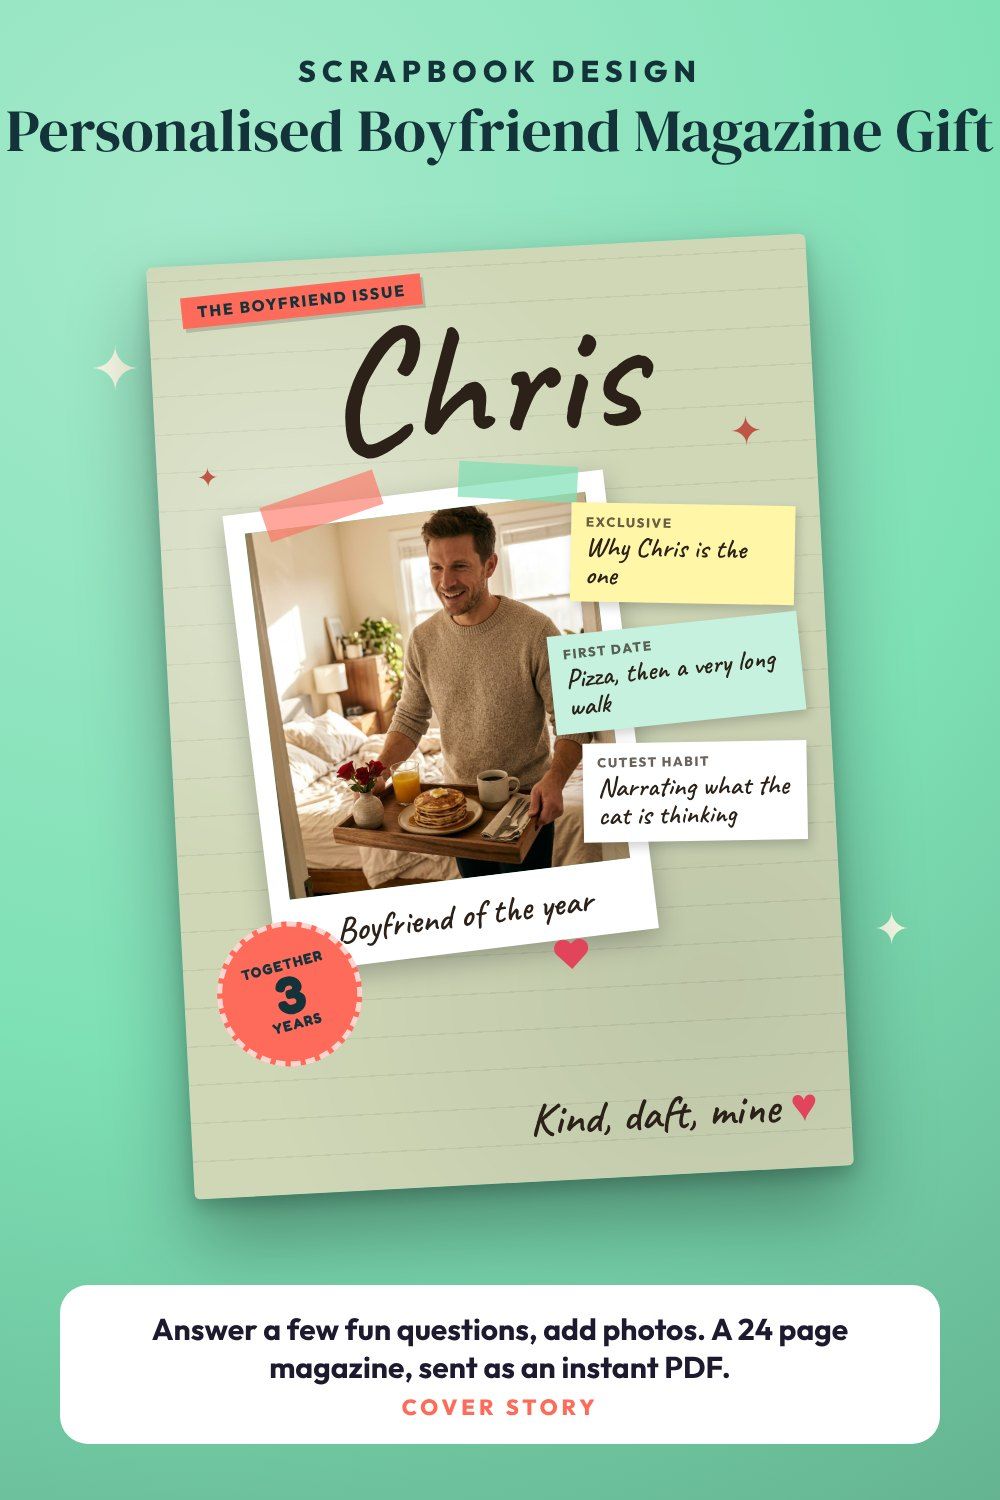 SCRAPBOOK DESIGN
Personalised Boyfriend Magazine Gift
THE BOYFRIEND ISSUE
Chris
EXCLUSIVE
Why Chris is the
one
FIRST DATE
Pizza, then a very long
walk
CUTEST HABIT
Narrating what the
cat is thinking
Boyfriend of the year
TOGETHER
3
YEARS
Kind, daft, mine ♥
Answer a few fun questions, add photos. A 24 page
magazine, sent as an instant PDF.
COVER STORY